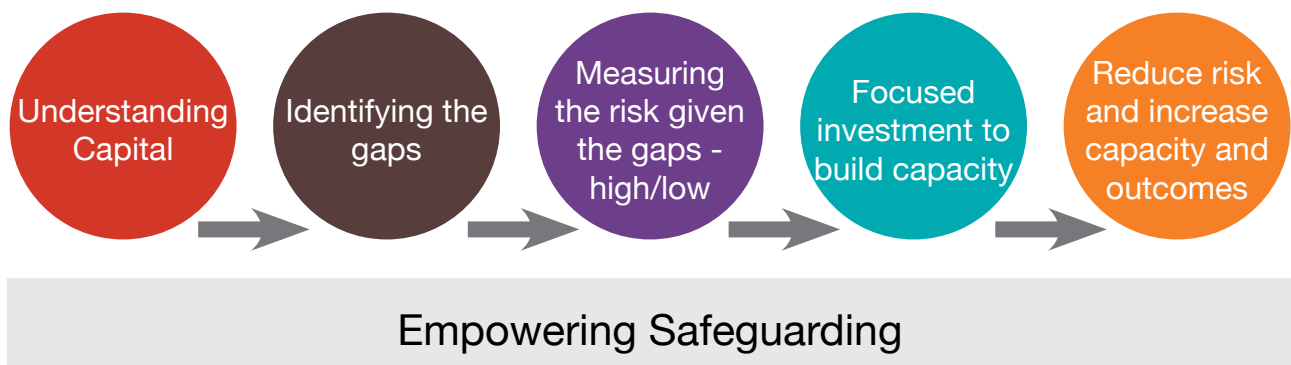 Understanding
Capital
Identifying the
gaps
Measuring
the risk given
the gaps -
high/low
Focused
investment to
build capacity
Reduce risk
and increase
capacity and
outcomes
Empowering Safeguarding